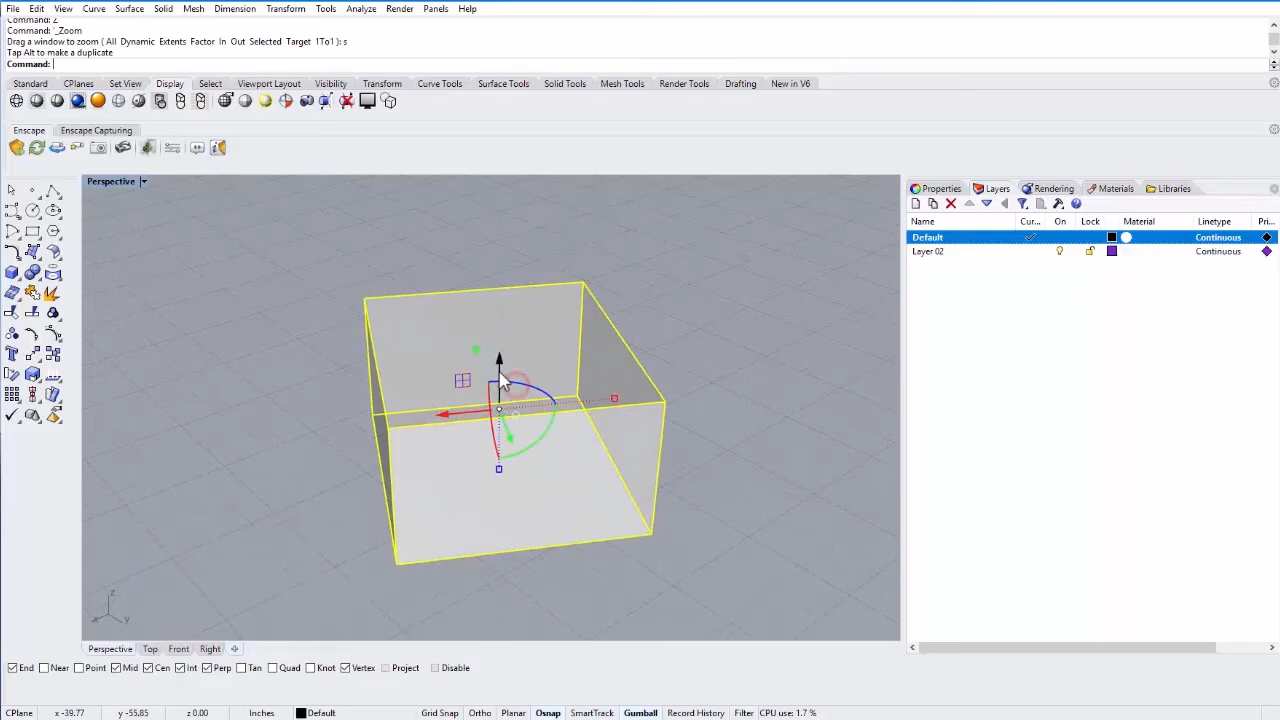 File Edit View Curve Surface Solid Mesh Dimension Transform Tools Analyze Render Panels Help
Command: Z
Command: '_Zoom
Drag a window to zoom ( All Dynamic Extents Factor In Out Selected Target 1To1 ): s
Tap Alt to make a duplicate
Command:
Standard CPlanes Set View Display Select Viewport Layout Visibility Transform Curve Tools Surface Tools Solid Tools Mesh Tools Render Tools Drafting New in V6
Enscape Enscape Capturing
Perspective
Properties Layers Rendering Materials Libraries
Name Cur... On Lock Material Linetype Pri...
Default Continuous
Layer 02 Continuous
z
x y
Perspective Top Front Right
End Near Point Mid Cen Int Perp Tan Quad Knot Vertex Project Disable
CPlane x -39.77 y -55.85 z 0.00 Inches Default Grid Snap Ortho Planar Osnap SmartTrack Gumball Record History Filter CPU use: 1.7 %